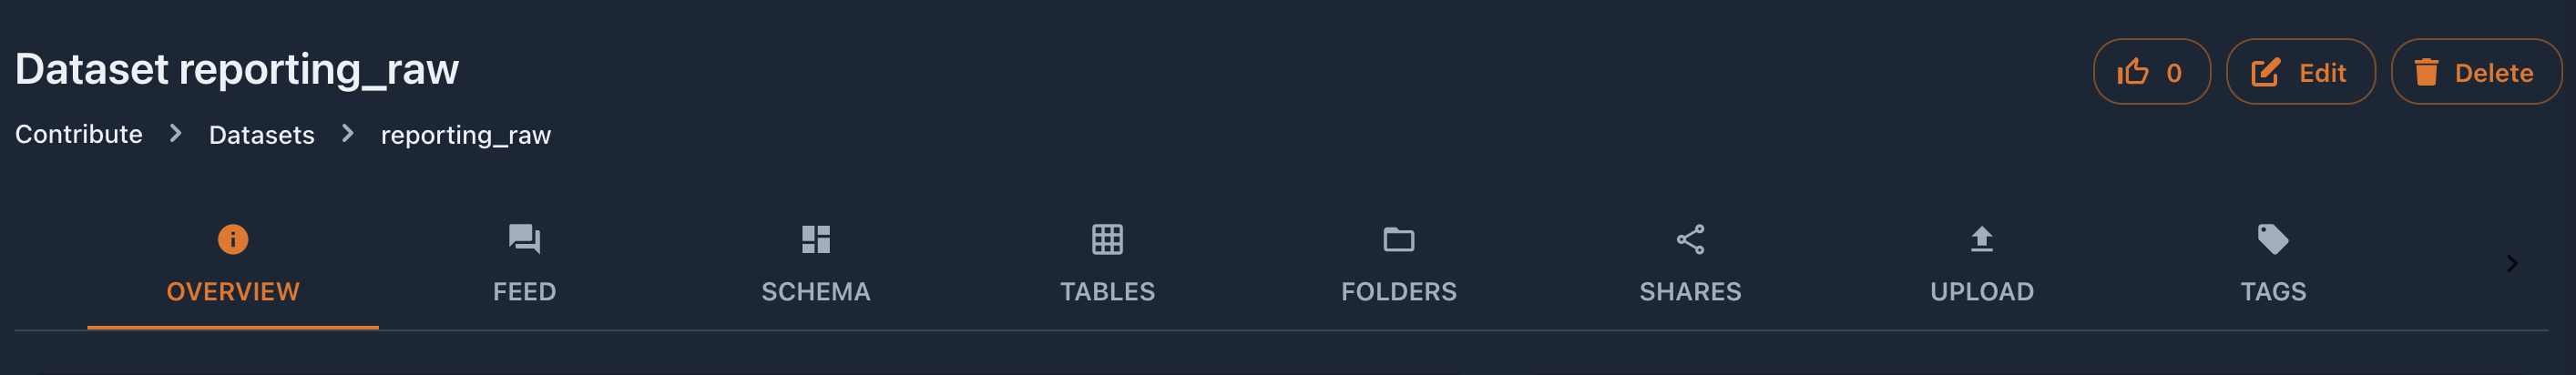 Dataset reporting_raw
0 Edit Delete
Contribute > Datasets > reporting_raw
OVERVIEW FEED SCHEMA TABLES FOLDERS SHARES UPLOAD TAGS